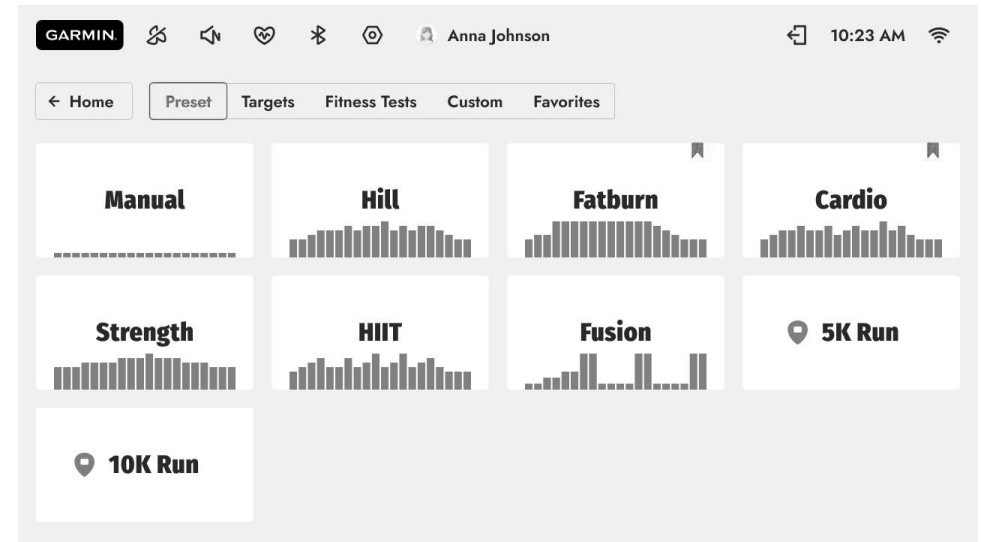 GARMIN. Anna Johnson 10:23 AM
← Home Preset Targets Fitness Tests Custom Favorites
Manual Hill Fatburn Cardio
Strength HIIT Fusion 5K Run
10K Run